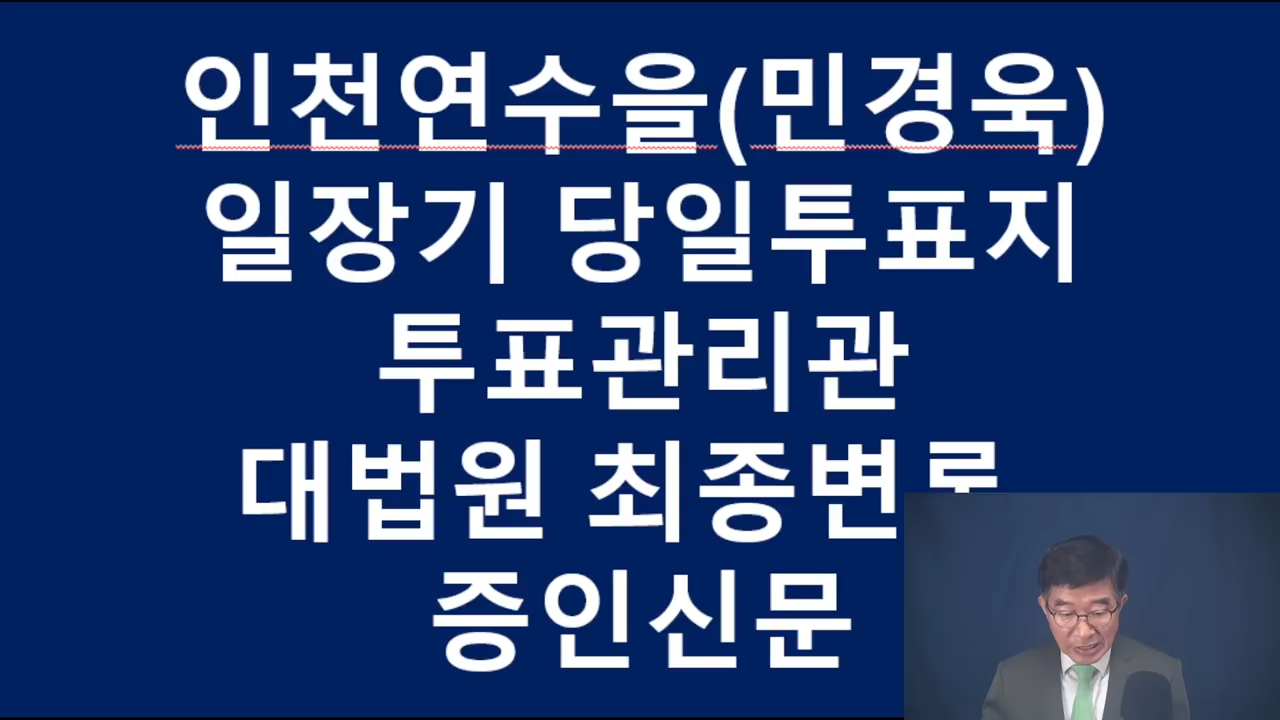 인천연수을(민경욱)
일장기 당일투표지
투표관리관
대법원 최종변론
증인신문